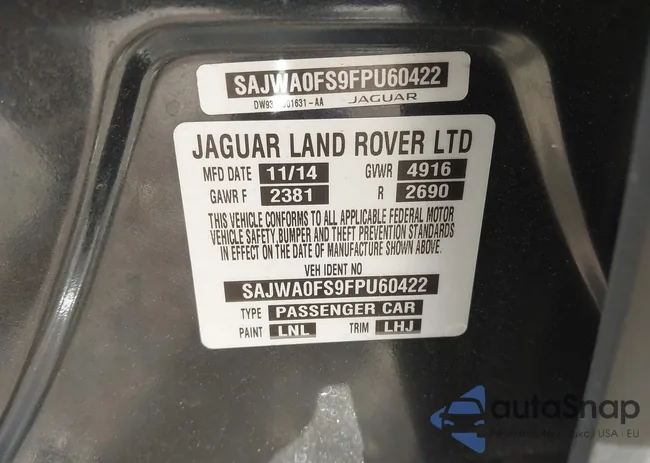 SAJWA0FS9FPU60422
JAGUAR
JAGUAR LAND ROVER LTD
MFD DATE 11/14 GVWR 4916
GAWR F 2381 R 2690
THIS VEHICLE CONFORMS TO ALL APPLICABLE FEDERAL MOTOR
VEHICLE SAFETY, BUMPER AND THEFT PREVENTION STANDARDS
IN EFFECT ON THE DATE OF MANUFACTURE SHOWN ABOVE.
VEH IDENT NO
SAJWA0FS9FPU60422
TYPE PASSENGER CAR
PAINT LNL TRIM LHJ
autoSnap
USA · EU